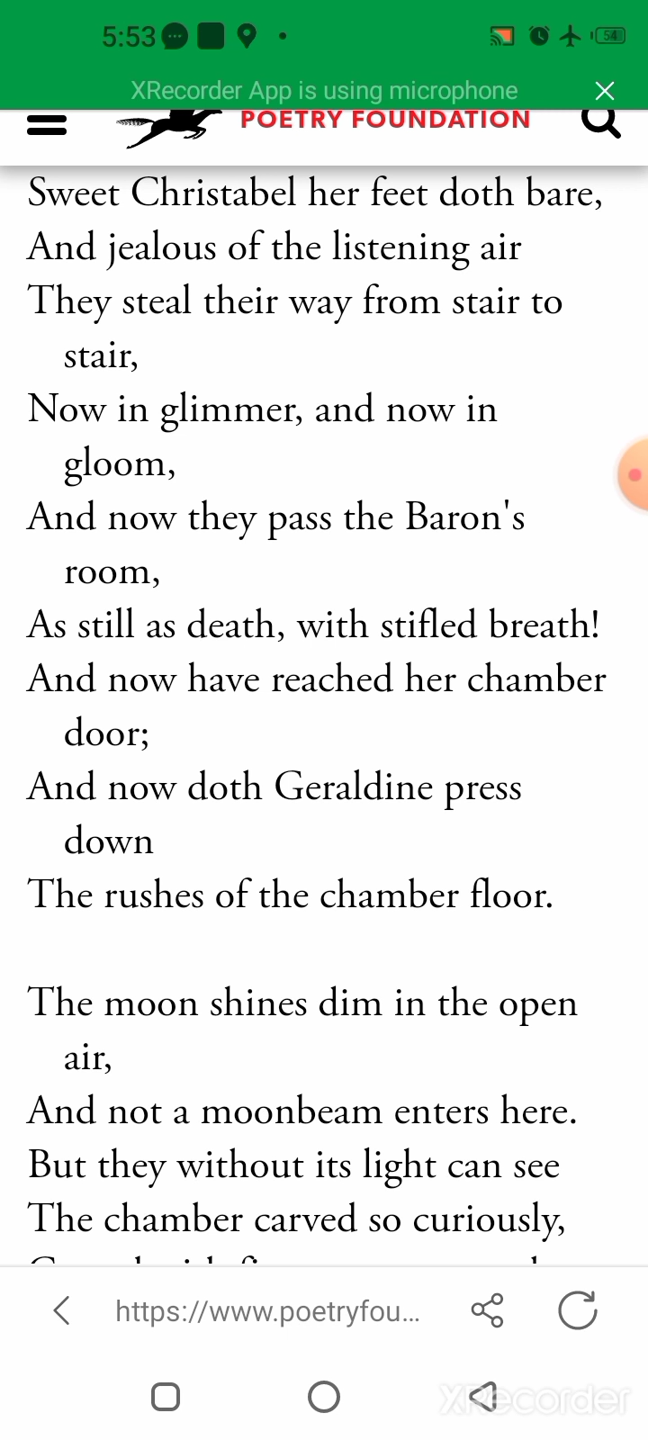 5:53
54
XRecorder App is using microphone
POETRY FOUNDATION
Sweet Christabel her feet doth bare,
And jealous of the listening air
They steal their way from stair to
stair,
Now in glimmer, and now in
gloom,
And now they pass the Baron's
room,
As still as death, with stifled breath!
And now have reached her chamber
door;
And now doth Geraldine press
down
The rushes of the chamber floor.
The moon shines dim in the open
air,
And not a moonbeam enters here.
But they without its light can see
The chamber carved so curiously,
https://www.poetryfou...
XRecorder